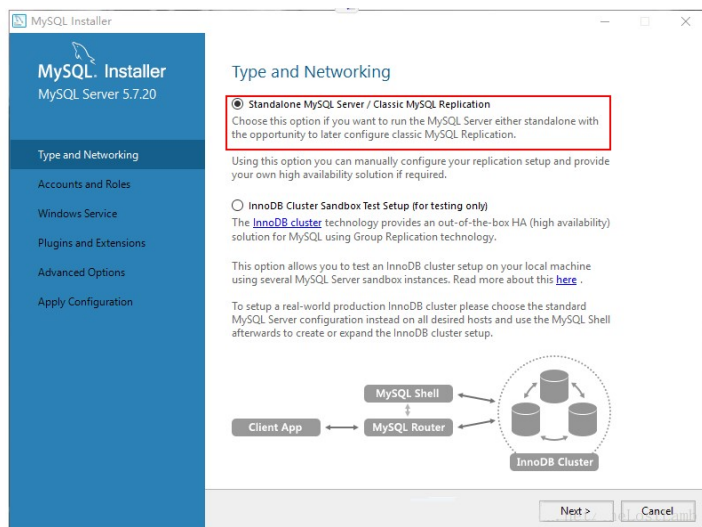 MySQL Installer
MySQL. Installer
MySQL Server 5.7.20
Type and Networking
Accounts and Roles
Windows Service
Plugins and Extensions
Advanced Options
Apply Configuration
Type and Networking
Standalone MySQL Server / Classic MySQL Replication
Choose this option if you want to run the MySQL Server either standalone with
the opportunity to later configure classic MySQL Replication.
Using this option you can manually configure your replication setup and provide
your own high availability solution if required.
InnoDB Cluster Sandbox Test Setup (for testing only)
The InnoDB cluster technology provides an out-of-the-box HA (high availability)
solution for MySQL using Group Replication technology.
This option allows you to test an InnoDB cluster setup on your local machine
using several MySQL Server sandbox instances. Read more about this here .
To setup a real-world production InnoDB cluster please choose the standard
MySQL Server configuration instead on all desired hosts and use the MySQL Shell
afterwards to create or expand the InnoDB cluster setup.
MySQL Shell
Client App
MySQL Router
InnoDB Cluster
Next >
Cancel